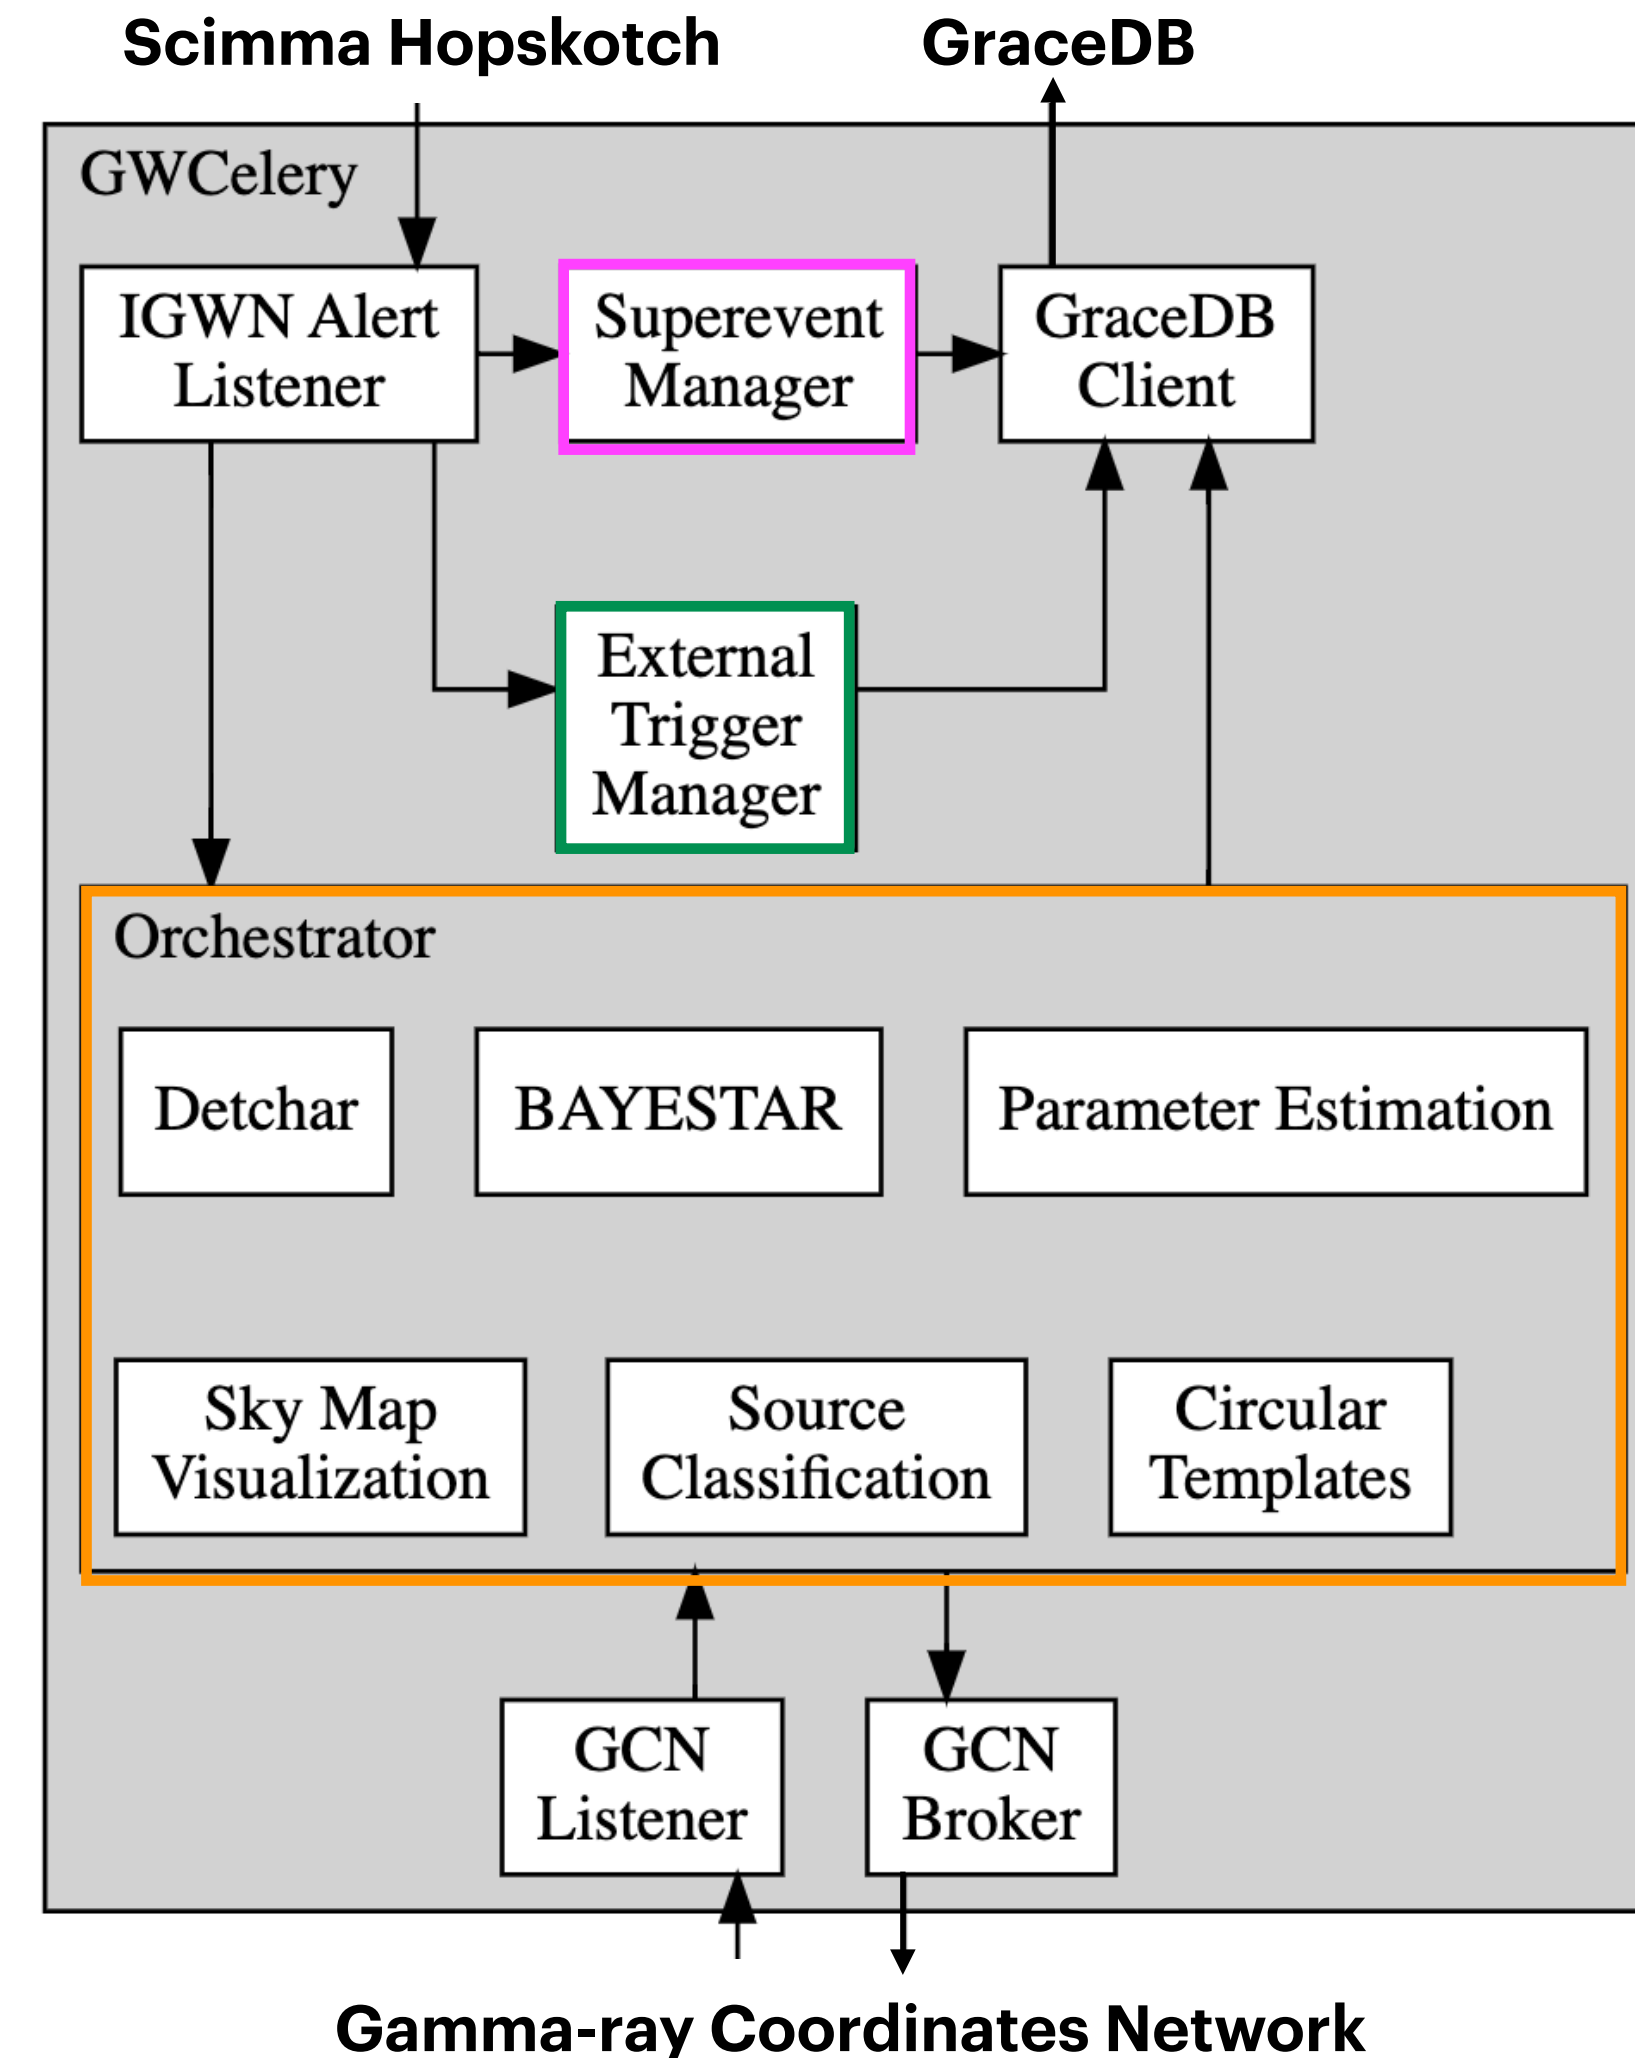 Scimma Hopskotch
GraceDB
GWCelery
IGWN Alert
Listener
Superevent
Manager
GraceDB
Client
External
Trigger
Manager
Orchestrator
Detchar
BAYESTAR
Parameter Estimation
Sky Map
Visualization
Source
Classification
Circular
Templates
GCN
Listener
GCN
Broker
Gamma-ray Coordinates Network